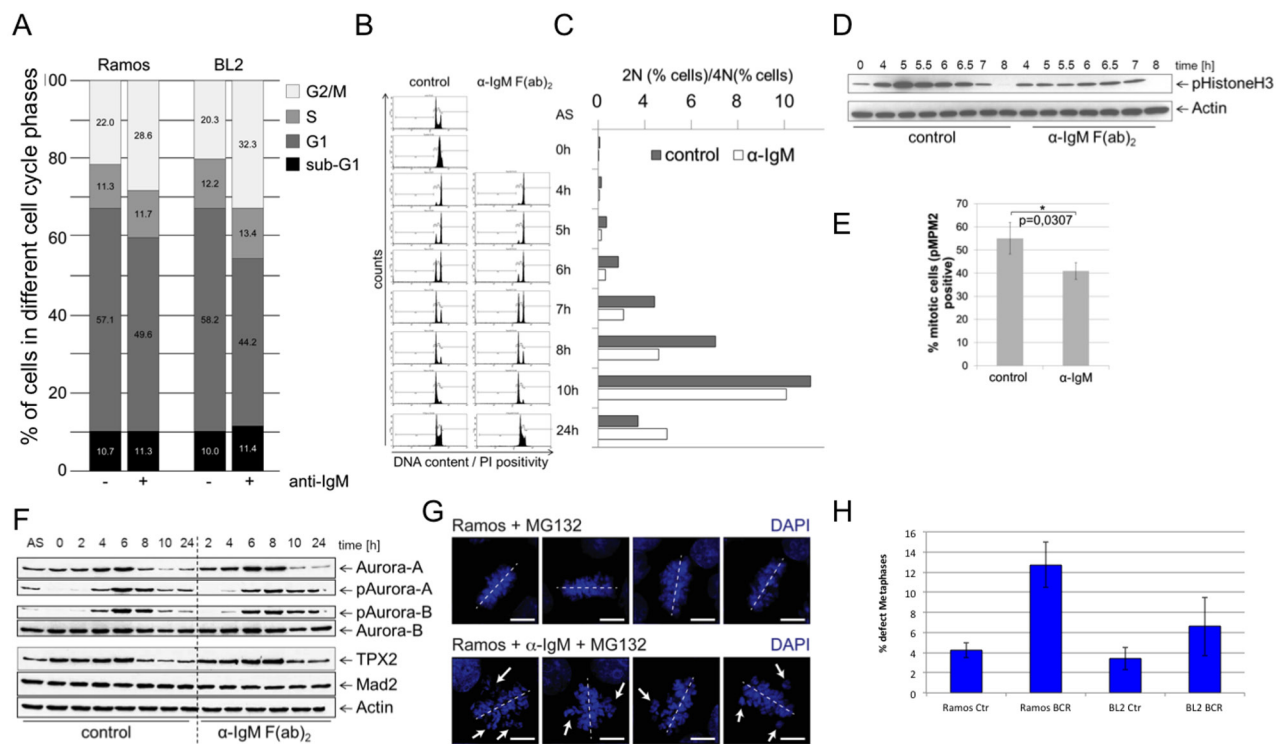 A
Ramos BL2
% of cells in different cell cycle phases
100
80
60
40
20
0
22.0
28.6
20.3
32.3
11.3
11.7
12.2
13.4
57.1
49.6
58.2
44.2
10.7
11.3
10.0
11.4
- + - + anti-IgM
G2/M
S
G1
sub-G1
B
control α-IgM F(ab)2
counts
DNA content / PI positivity
AS
0h
4h
5h
6h
7h
8h
10h
24h
C
2N (% cells)/4N(% cells)
0 4 8 10
control α-IgM
D
0 4 5 5.5 6 6.5 7 8 4 5 5.5 6 6.5 7 8 time [h]
←pHistoneH3
←Actin
control α-IgM F(ab)2
E
% mitotic cells (pMPM2
positive)
70
60
50
40
30
20
10
0
*
p=0,0307
control α-IgM
F
AS 0 2 4 6 8 10 24 2 4 6 8 10 24 time [h]
←Aurora-A
←pAurora-A
←pAurora-B
←Aurora-B
←TPX2
←Mad2
←Actin
control α-IgM F(ab)2
G
Ramos + MG132 DAPI
Ramos + α-IgM + MG132 DAPI
H
% defect Metaphases
16
14
12
10
8
6
4
2
0
Ramos Ctr Ramos BCR BL2 Ctr BL2 BCR